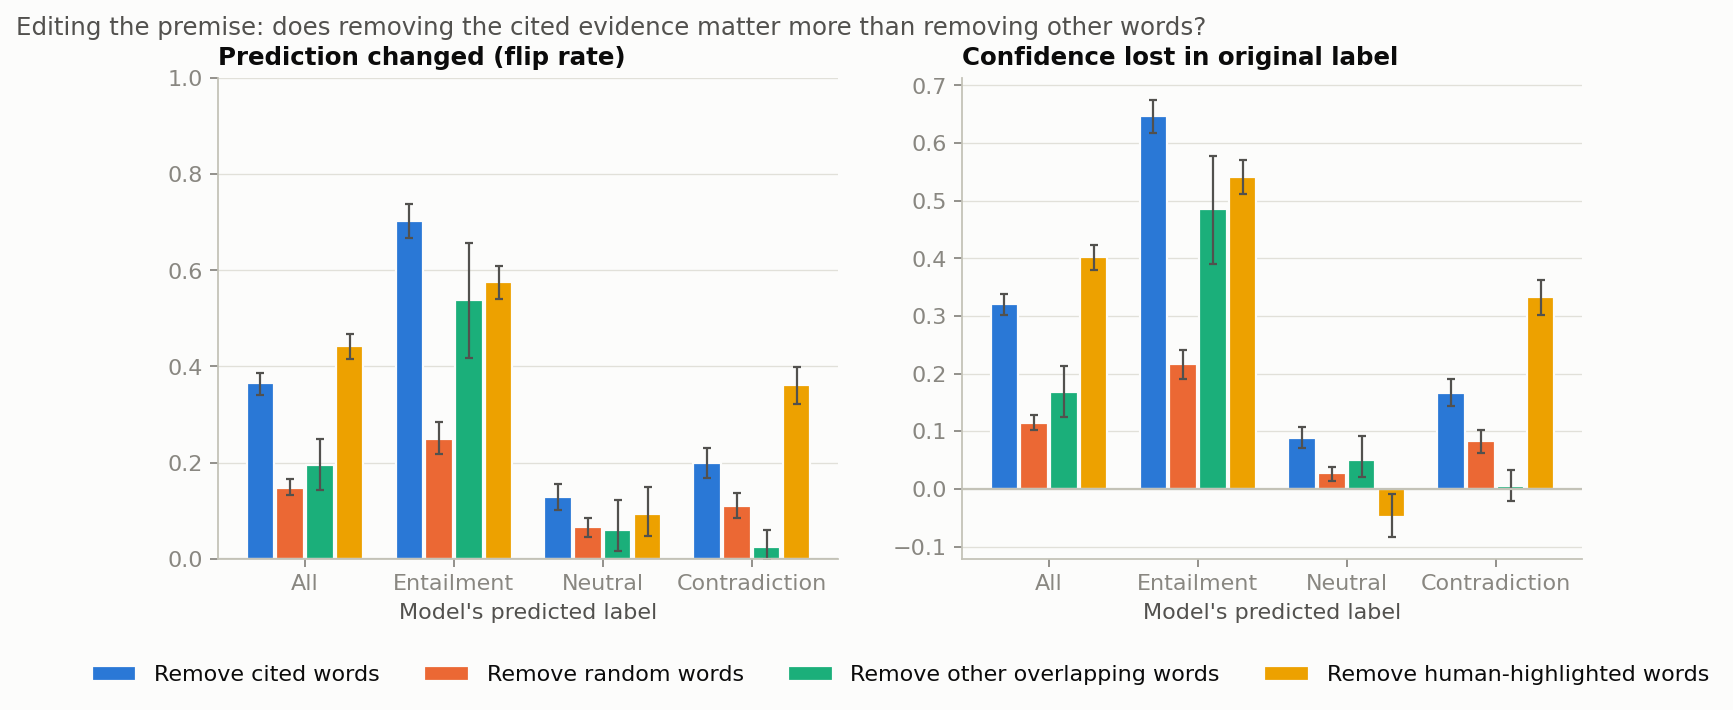 Editing the premise: does removing the cited evidence matter more than removing other words?
Prediction changed (flip rate)
1.0
0.8
0.6
0.4
0.2
0.0
All Entailment Neutral Contradiction
Model's predicted label
Confidence lost in original label
0.7
0.6
0.5
0.4
0.3
0.2
0.1
0.0
−0.1
All Entailment Neutral Contradiction
Model's predicted label
Remove cited words Remove random words Remove other overlapping words Remove human-highlighted words